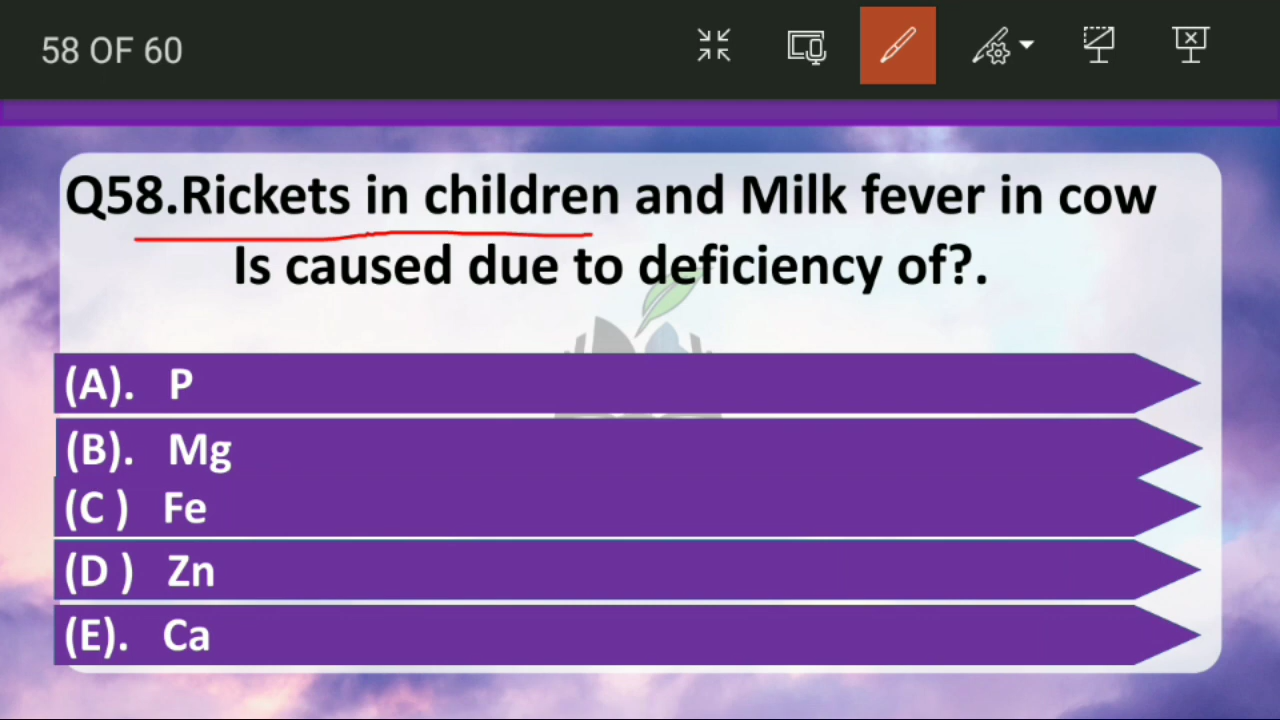 58 OF 60
Q58.Rickets in children and Milk fever in cow
Is caused due to deficiency of?.
(A). P
(B). Mg
(C ) Fe
(D ) Zn
(E). Ca